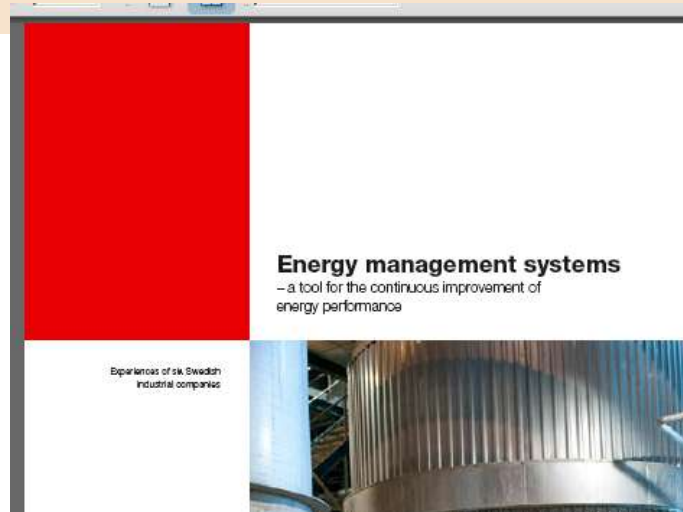 Energy management systems
– a tool for the continuous improvement of
energy performance
Experiences of six Swedish
industrial companies